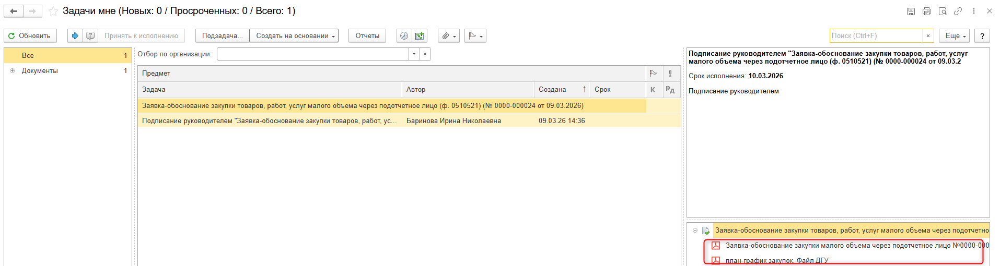 Задачи мне (Новых: 0 / Просроченных: 0 / Всего: 1)
Обновить
Принять к исполнению
Подзадача...
Создать на основании
Отчеты
Поиск (Ctrl+F)
×
Еще
?
Все 1
Документы 1
Отбор по организации:
×
Предмет
Задача Автор Создана ↑ Срок К Рд
Заявка-обоснование закупки товаров, работ, услуг малого объема через подотчетное лицо (ф. 0510521) (№ 0000-000024 от 09.03.2026)
Подписание руководителем "Заявка-обоснование закупки товаров, работ, ус... Баринова Ирина Николаевна 09.03.26 14:36
Подписание руководителем "Заявка-обоснование закупки товаров, работ, услуг
малого объема через подотчетное лицо (ф. 0510521) (№ 0000-000024 от 09.03.2
Срок исполнения: 10.03.2026
Подписание руководителем
Заявка-обоснование закупки товаров, работ, услуг малого объема через подотчетно
Заявка-обоснование закупки малого объема через подотчетное лицо №0000-000
план-график закупок. Файл ДГУ